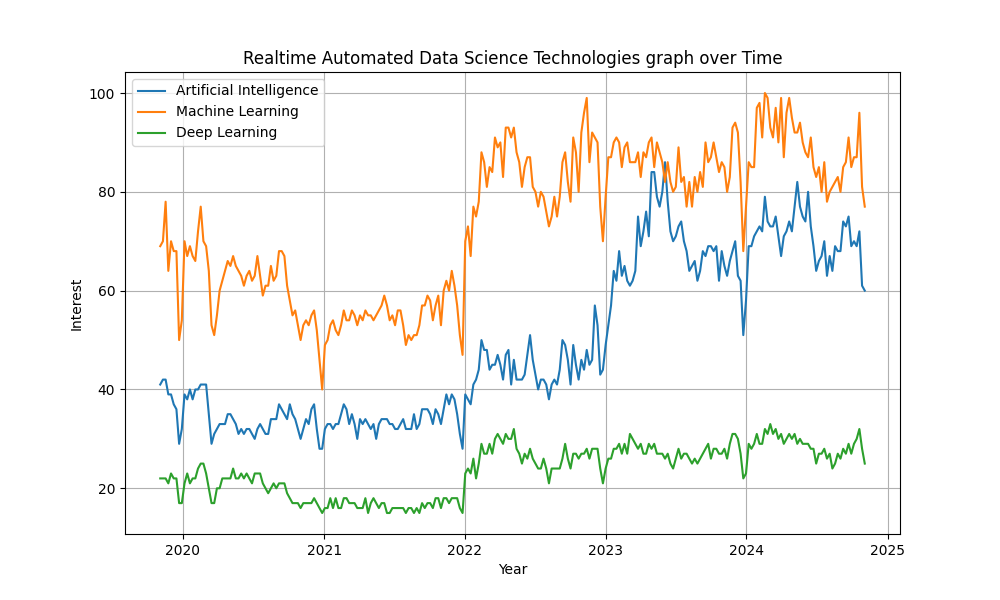 Realtime Automated Data Science Technologies graph over Time
Artificial Intelligence
Machine Learning
Deep Learning
100
80
60
40
20
Interest
2020 2021 2022 2023 2024 2025
Year